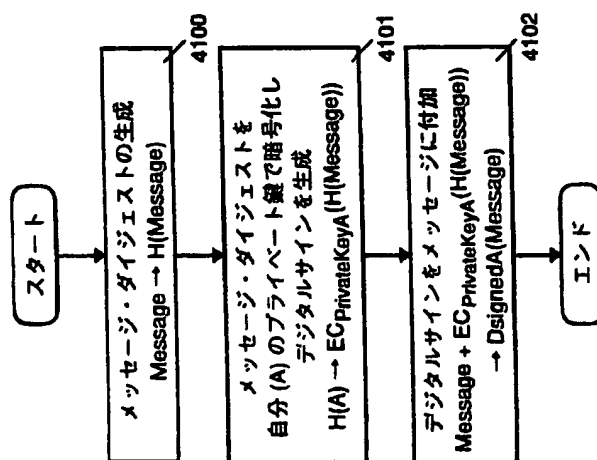 スタート
メッセージ・ダイジェストの生成
Message → H(Message)
4100
メッセージ・ダイジェストを
自分 (A) のプライベート鍵で暗号化し
デジタルサインを生成
H(A) → ECPrivateKeyA(H(Message))
4101
デジタルサインをメッセージに付加
Message + ECPrivateKeyA(H(Message))
→ DsignedA(Message)
4102
エンド